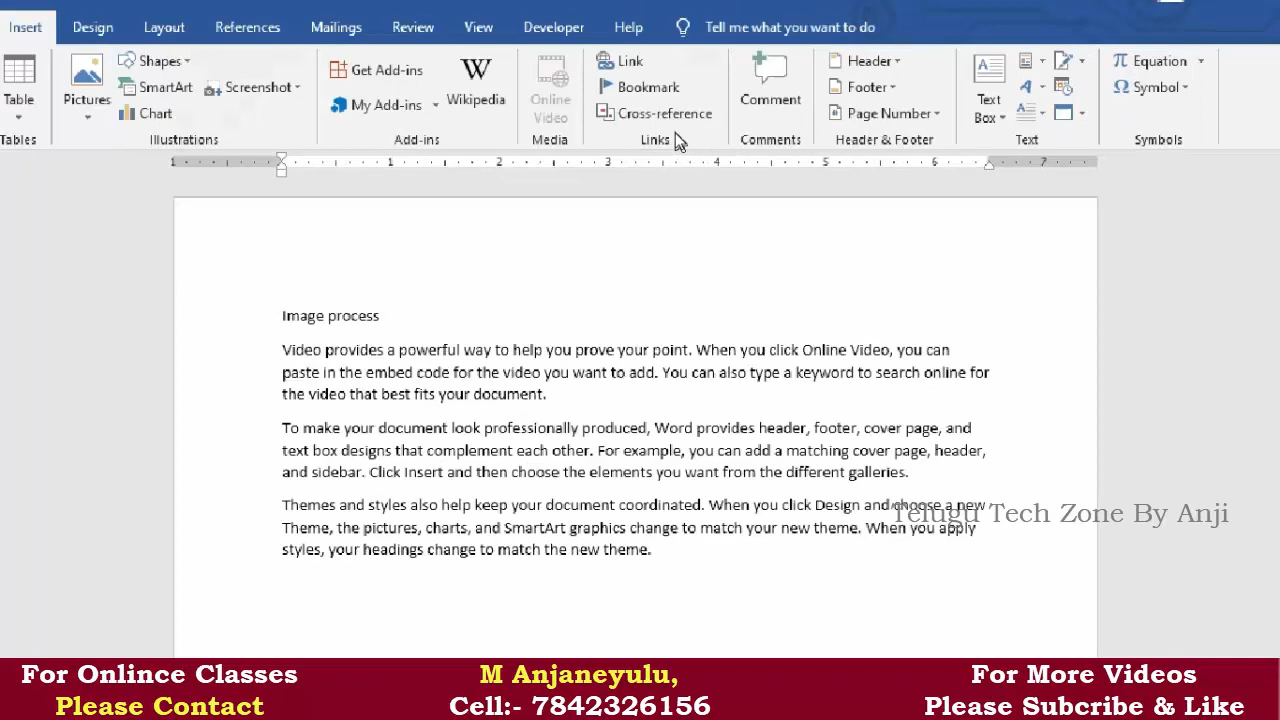 Insert Design Layout References Mailings Review View Developer Help Tell me what you want to do
Table
Tables
Pictures
Shapes
SmartArt
Chart
Screenshot
Illustrations
Get Add-ins
My Add-ins
Wikipedia
Add-ins
Online
Video
Media
Link
Bookmark
Cross-reference
Links
Comment
Comments
Header
Footer
Page Number
Header & Footer
Text
Box
Text
Equation
Symbol
Symbols
1 1 2 3 4 5 6 7
Image process
Video provides a powerful way to help you prove your point. When you click Online Video, you can
paste in the embed code for the video you want to add. You can also type a keyword to search online for
the video that best fits your document.
To make your document look professionally produced, Word provides header, footer, cover page, and
text box designs that complement each other. For example, you can add a matching cover page, header,
and sidebar. Click Insert and then choose the elements you want from the different galleries.
Themes and styles also help keep your document coordinated. When you click Design and choose a new
Theme, the pictures, charts, and SmartArt graphics change to match your new theme. When you apply
styles, your headings change to match the new theme.
Telugu Tech Zone By Anji
For Onlince Classes
Please Contact
M Anjaneyulu,
Cell:- 7842326156
For More Videos
Please Subcribe & Like